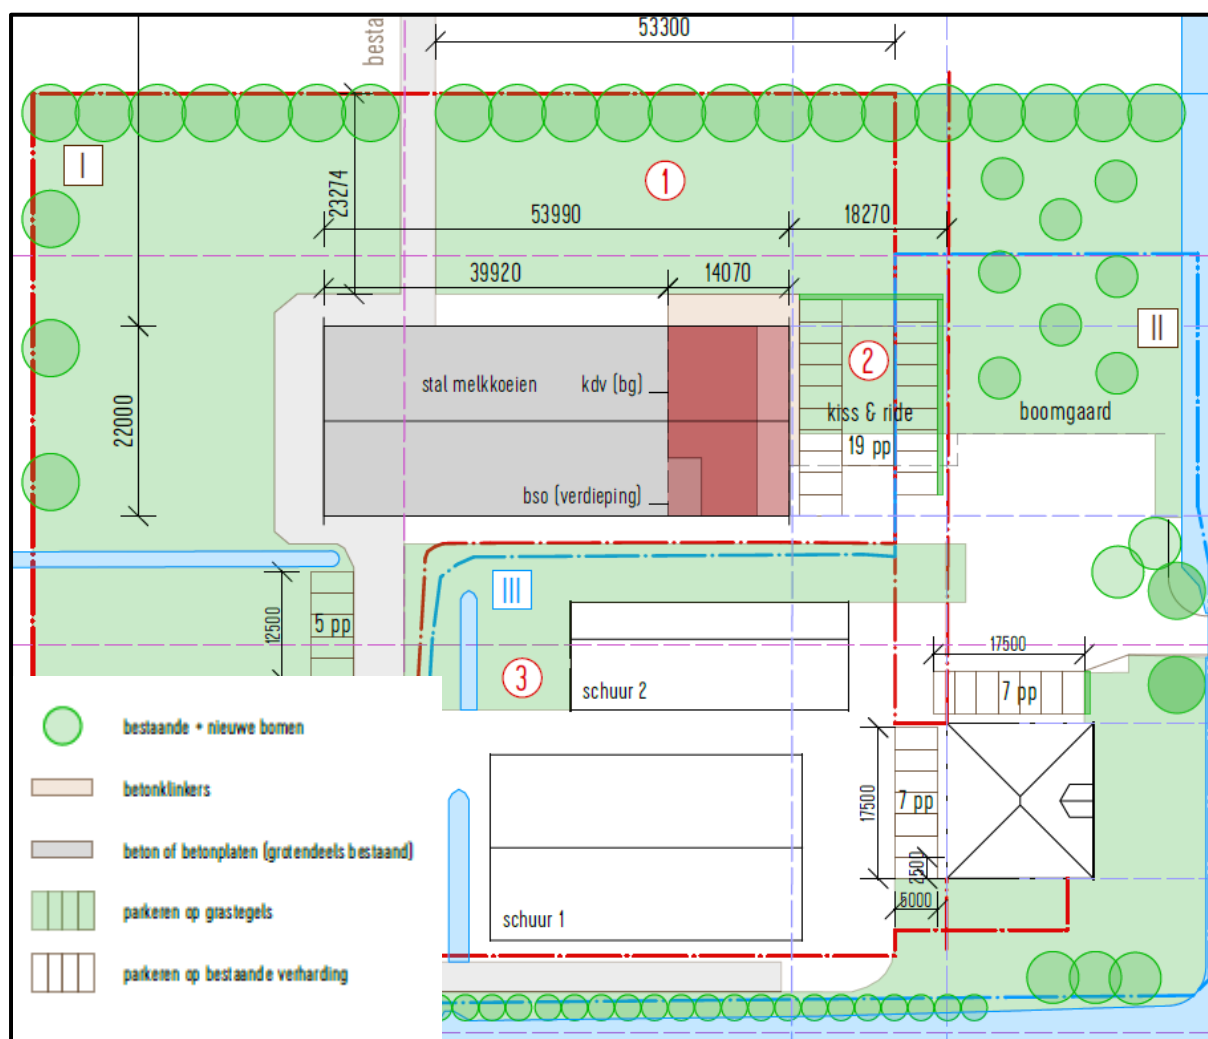 53300
besta
I
1
23274
53990
18270
39920
14070
II
2
stal melkkoeien
kdv (bg)
kiss & ride
boomgaard
22000
19 pp
bso (verdieping)
III
12500
5 pp
17500
3
schuur 2
7 pp
bestaande + nieuwe bomen
betonklinkers
17500
7 pp
beton of betonplaten (grotendeels bestaand)
2500
5000
parkeren op grastegels
schuur 1
parkeren op bestaande verharding